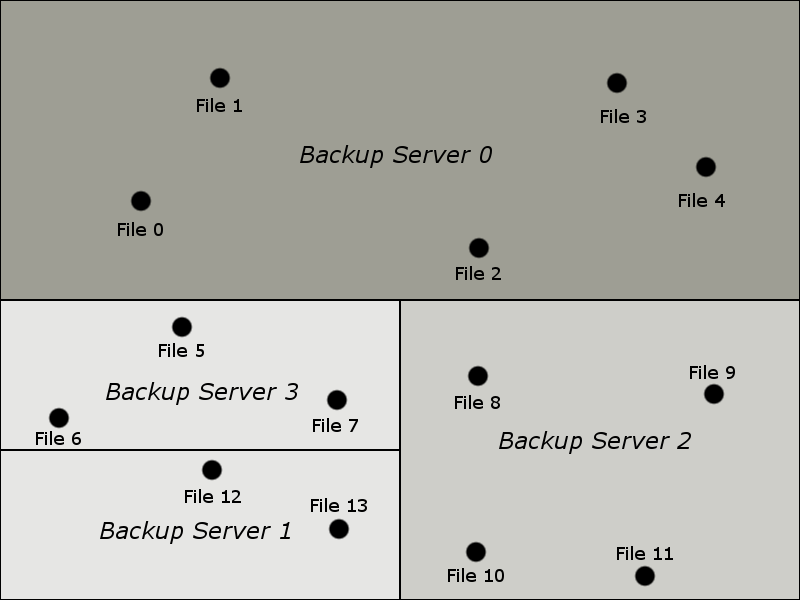 File 1
File 3
Backup Server 0
File 4
File 0
File 2
File 5
Backup Server 3
File 7
File 6
File 9
File 8
Backup Server 2
File 12
File 13
Backup Server 1
File 11
File 10